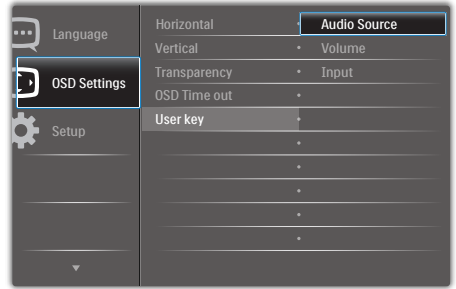 Language
OSD Settings
Setup
Horizontal
Vertical
Transparency
OSD Time out
User key
Audio Source
Volume
Input